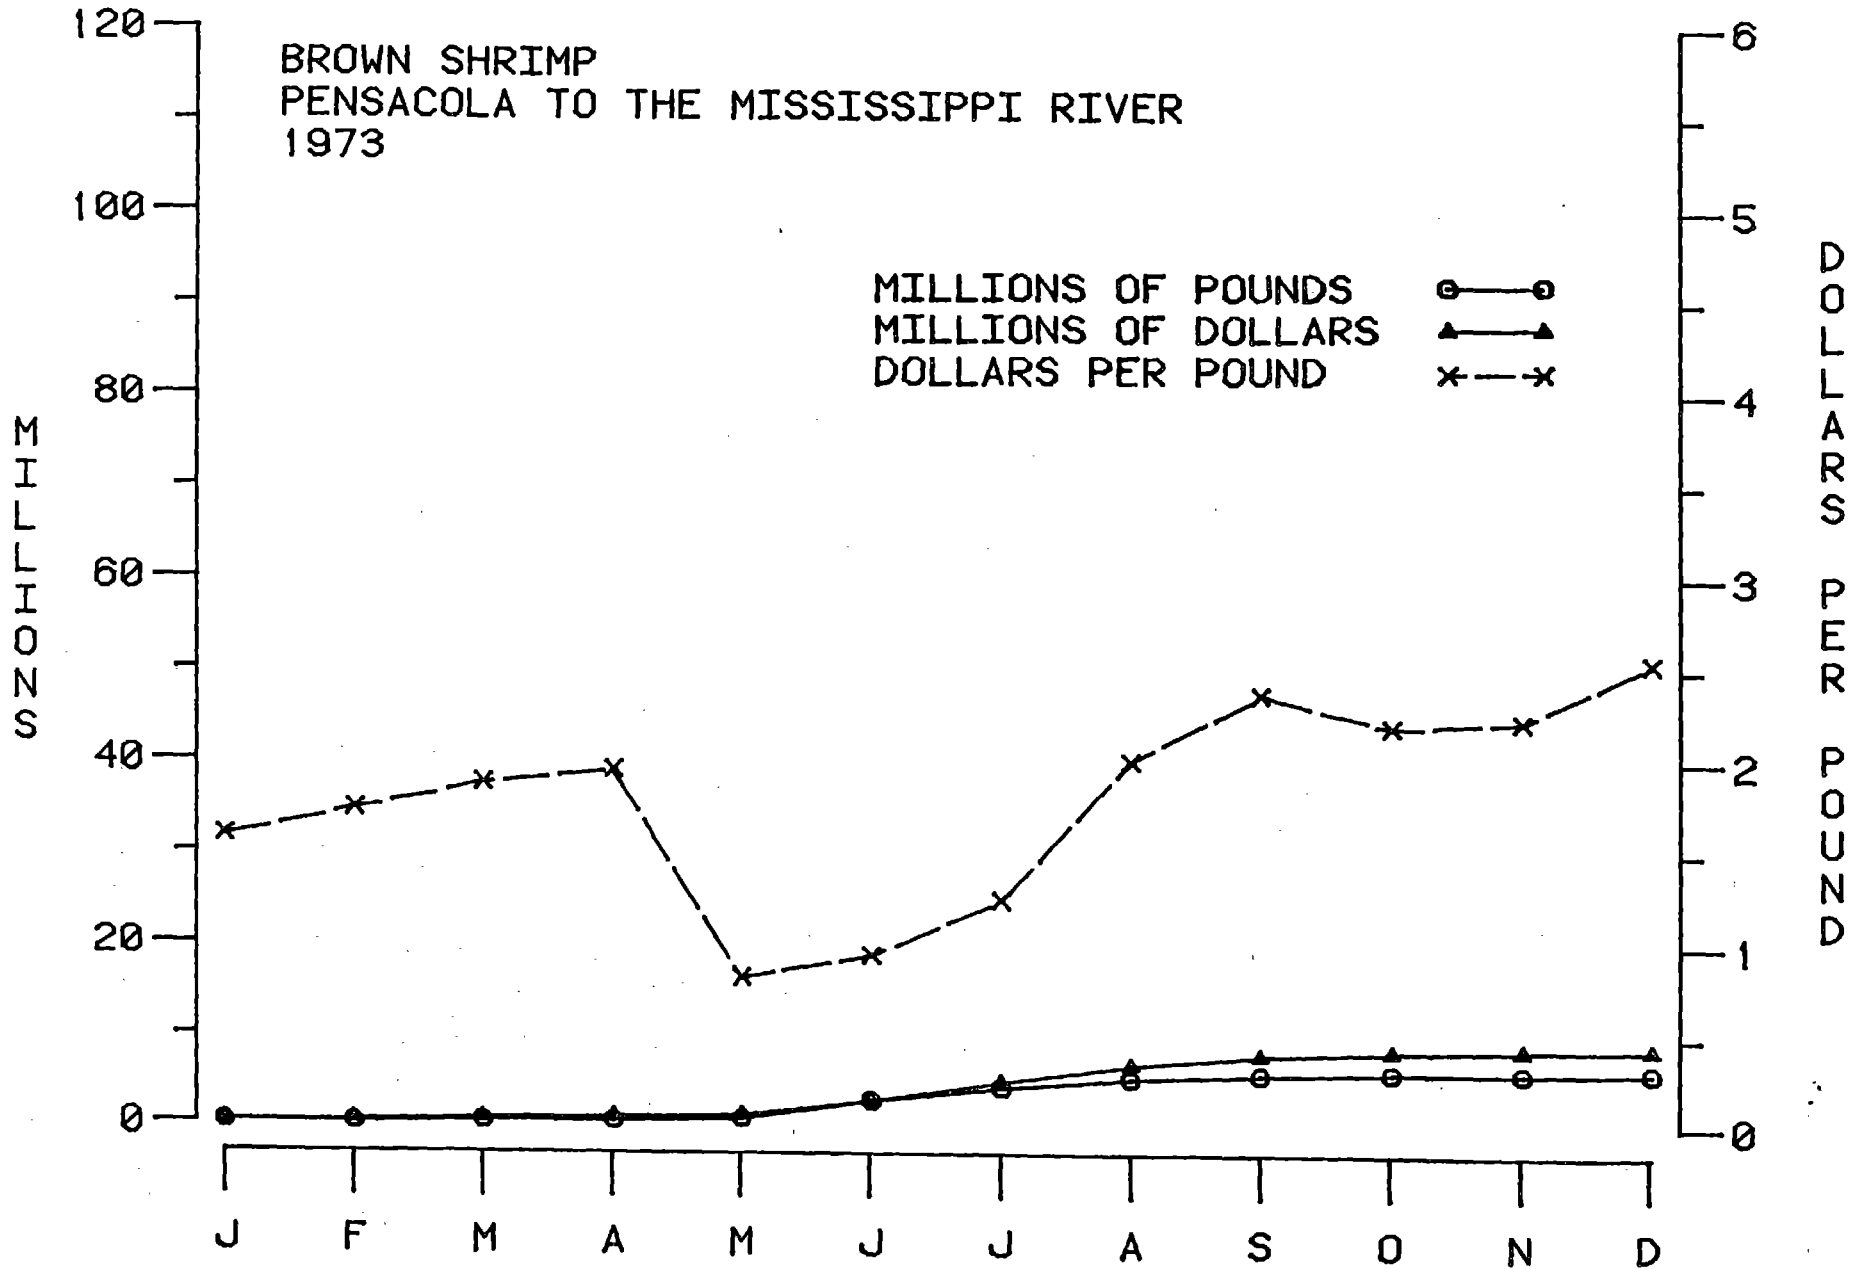 BROWN SHRIMP
PENSACOLA TO THE MISSISSIPPI RIVER
1973
MILLIONS OF POUNDS
MILLIONS OF DOLLARS
DOLLARS PER POUND
MILLIONS
120
100
80
60
40
20
0
DOLLARS PER POUND
6
5
4
3
2
1
0
J F M A M J J A S O N D